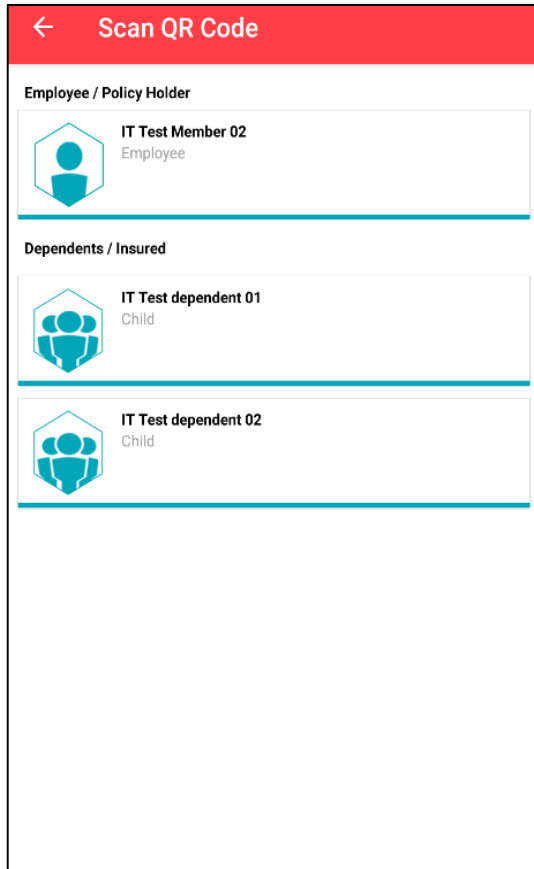 Scan QR Code
Employee / Policy Holder
IT Test Member 02
Employee
Dependents / Insured
IT Test dependent 01
Child
IT Test dependent 02
Child